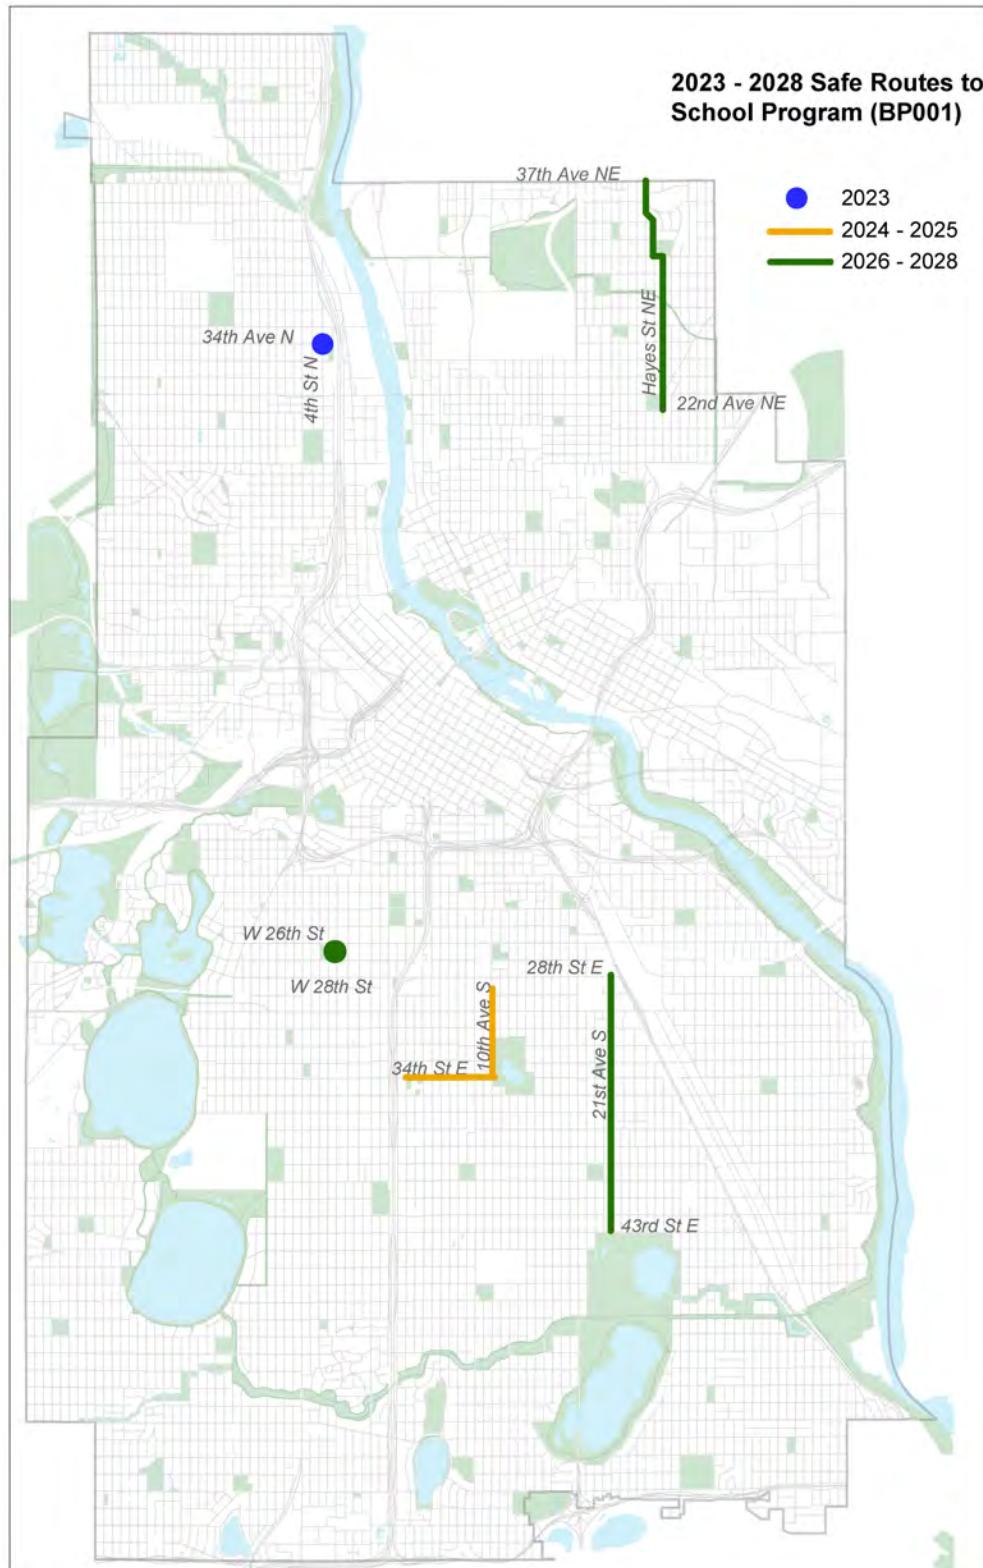 2023 - 2028 Safe Routes to
School Program (BP001)
37th Ave NE
2023
2024 - 2025
2026 - 2028
34th Ave N
4th St N
Hayes St NE
22nd Ave NE
W 26th St
W 28th St
28th St E
10th Ave S
34th St E
21st Ave S
43rd St E